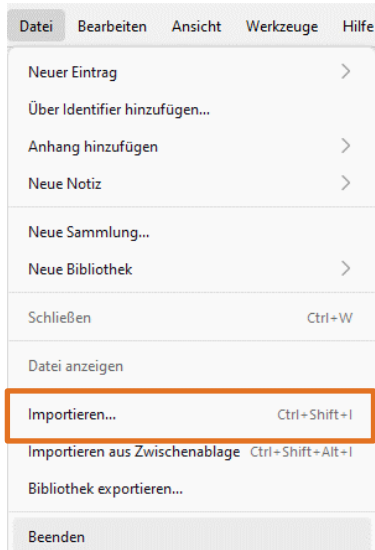 Datei Bearbeiten Ansicht Werkzeuge Hilfe
Neuer Eintrag
Über Identifier hinzufügen...
Anhang hinzufügen
Neue Notiz
Neue Sammlung...
Neue Bibliothek
Schließen Ctrl+W
Datei anzeigen
Importieren... Ctrl+Shift+I
Importieren aus Zwischenablage Ctrl+Shift+Alt+I
Bibliothek exportieren...
Beenden